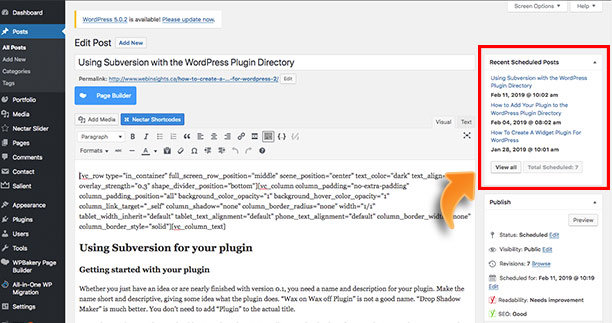 Screen Options ▾ Help ▾
Dashboard
WordPress 5.0.2 is available! Please update now.
Posts
All Posts
Add New
Categories
Tags
Portfolio
Media
Nectar Slider
Pages
Comments
Contact
Salient
Appearance
Plugins
Users
Tools
WPBakery Page
Builder
All-in-One WP
Migration
Settings
Edit Post Add New
Using Subversion with the WordPress Plugin Directory
Permalink: http://www.webinsights.ca/how-to-create-a-...-for-wordpress-2/ Edit
Page Builder
Add Media Nectar Shortcodes
Visual Text
Paragraph
Formats
[vc_row type="in_container" full_screen_row_position="middle" scene_position="center" text_color="dark" text_align=
overlay_strength="0.3" shape_divider_position="bottom"][vc_column column_padding="no-extra-padding"
column_padding_position="all" background_color_opacity="1" background_hover_color_opacity="1"
column_link_target="_self" column_shadow="none" column_border_radius="none" width="1/1"
tablet_width_inherit="default" tablet_text_alignment="default" phone_text_alignment="default" column_border_width="none"
column_border_style="solid"][vc_column_text]
Using Subversion for your plugin
Getting started with your plugin
Whether you just have an idea or are nearly finished with version 0.1, you need a name and description for your plugin. Make the
name short and descriptive, giving some idea what the plugin does. "Wax on Wax off Plugin" is not a good name. "Drop Shadow
Maker" is much better. You don't need to add "Plugin" to the actual title.
Recent Scheduled Posts
Using Subversion with the WordPress
Plugin Directory
Feb 11, 2019 @ 10:02 am
How to Add Your Plugin to the
WordPress Plugin Directory
Feb 04, 2019 @ 08:02 am
How To Create A Widget Plugin For
WordPress
Jan 28, 2019 @ 10:01 am
View all Total Scheduled: 7
Publish
Preview
Status: Scheduled Edit
Visibility: Public Edit
Revisions: 7 Browse
Scheduled for: Feb 11, 2019 @ 10:19
Edit
Readability: Needs improvement
SEO: Good